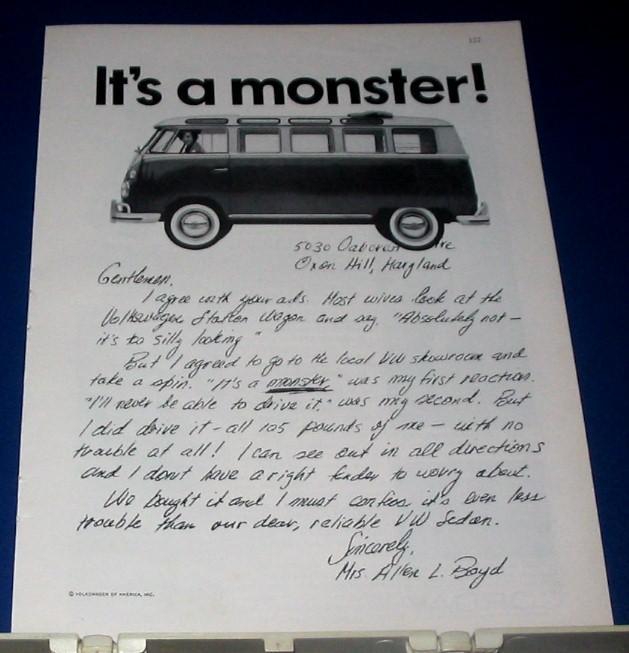 122
It's a monster!
5030
Oxon Hill, Maryland
Gentlemen,
I agree with your ads. Most wives look at the
Volkswagen Station Wagon and say, "Absolutely not —
it's to silly looking"
But I agreed to go to the local VW showroom and
take a spin. "It's a monster" was my first reaction.
"I'll never be able to drive it," was my second. But
I did drive it - all 105 pounds of me - with no
trouble at all! I can see out in all directions
and I don't have a right fender to worry about.
We bought it and I must confess it's even less
trouble than our dear, reliable VW Sedan.
Sincerely,
Mrs. Allen L. Boyd
© VOLKSWAGEN OF AMERICA, INC.